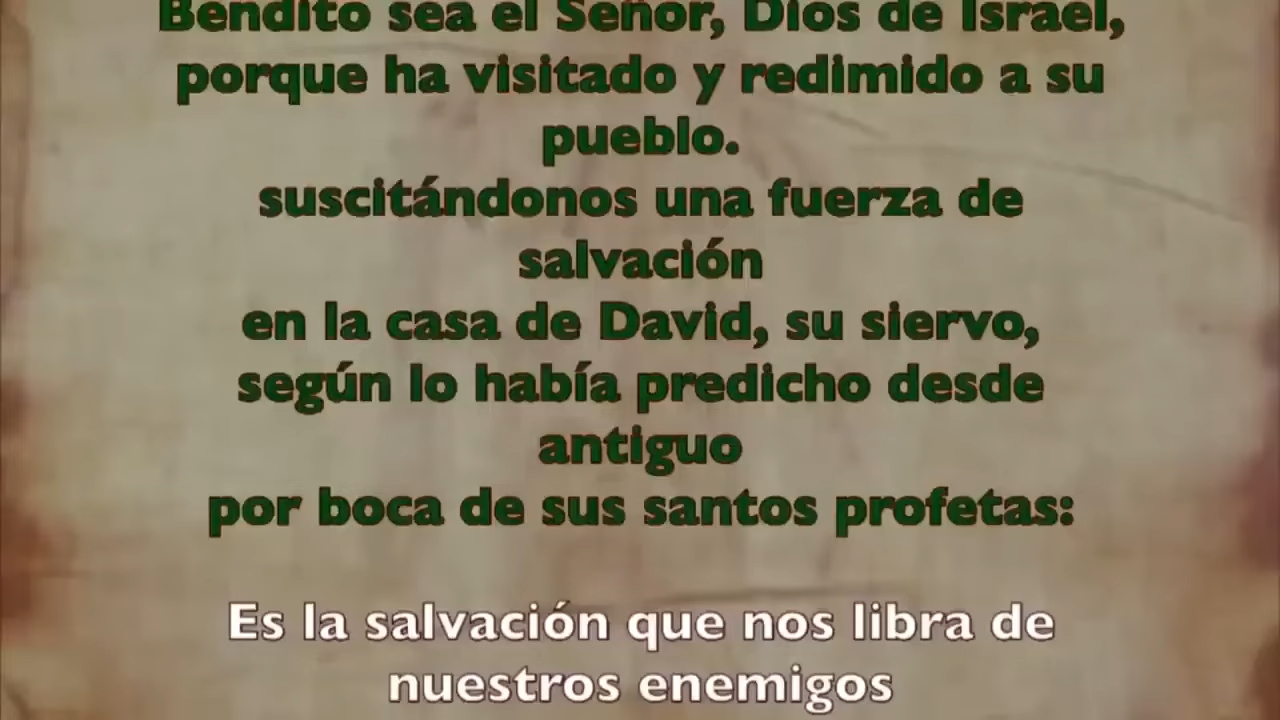 Bendito sea el Señor, Dios de Israel,
porque ha visitado y redimido a su
pueblo.
suscitándonos una fuerza de
salvación
en la casa de David, su siervo,
según lo había predicho desde
antiguo
por boca de sus santos profetas:
Es la salvación que nos libra de
nuestros enemigos